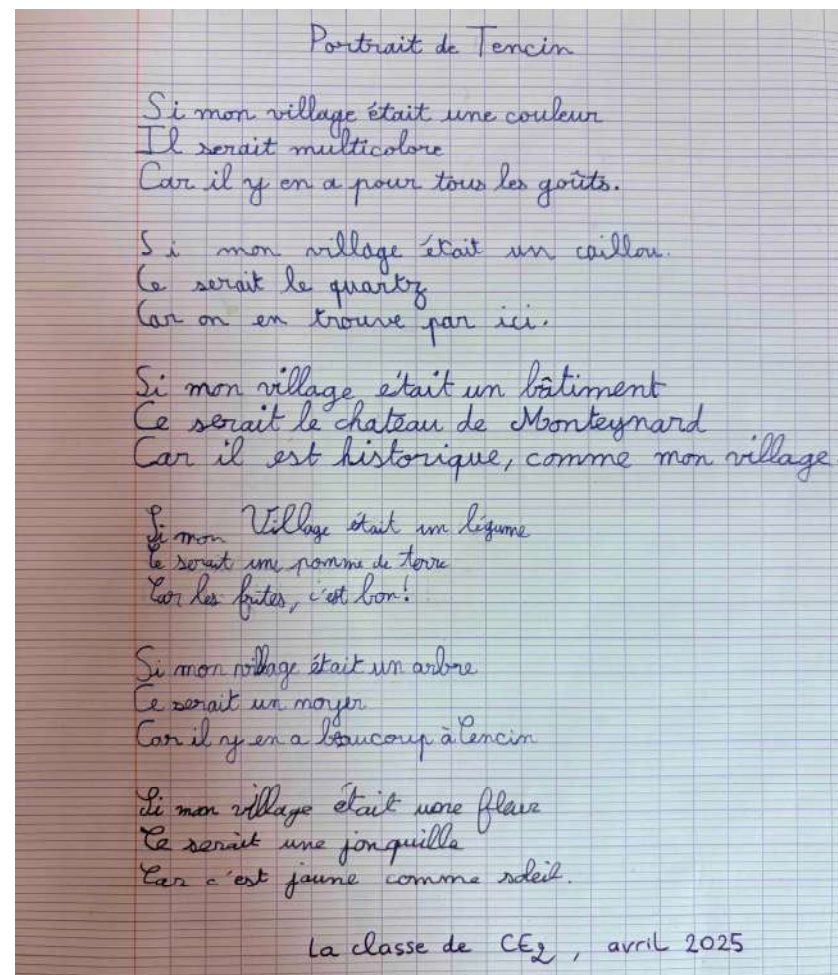 Portrait de Tencin
Si mon village était une couleur
Il serait multicolore
Car il y en a pour tous les goûts.
Si mon village était un caillou.
Ce serait le quartz
Car on en trouve par ici.
Si mon village était un bâtiment
Ce serait le chateau de Monteynard
Car il est historique, comme mon village
Si mon Village était un légume
Ce serait une pomme de terre
Car les frites, c'est bon!
Si mon village était un arbre
Ce serait un noyer
Car il y en a beaucoup à Tencin
Si mon village était une fleur
Ce serait une jonquille
Car c'est jaune comme soleil.
La classe de CE2, avril 2025